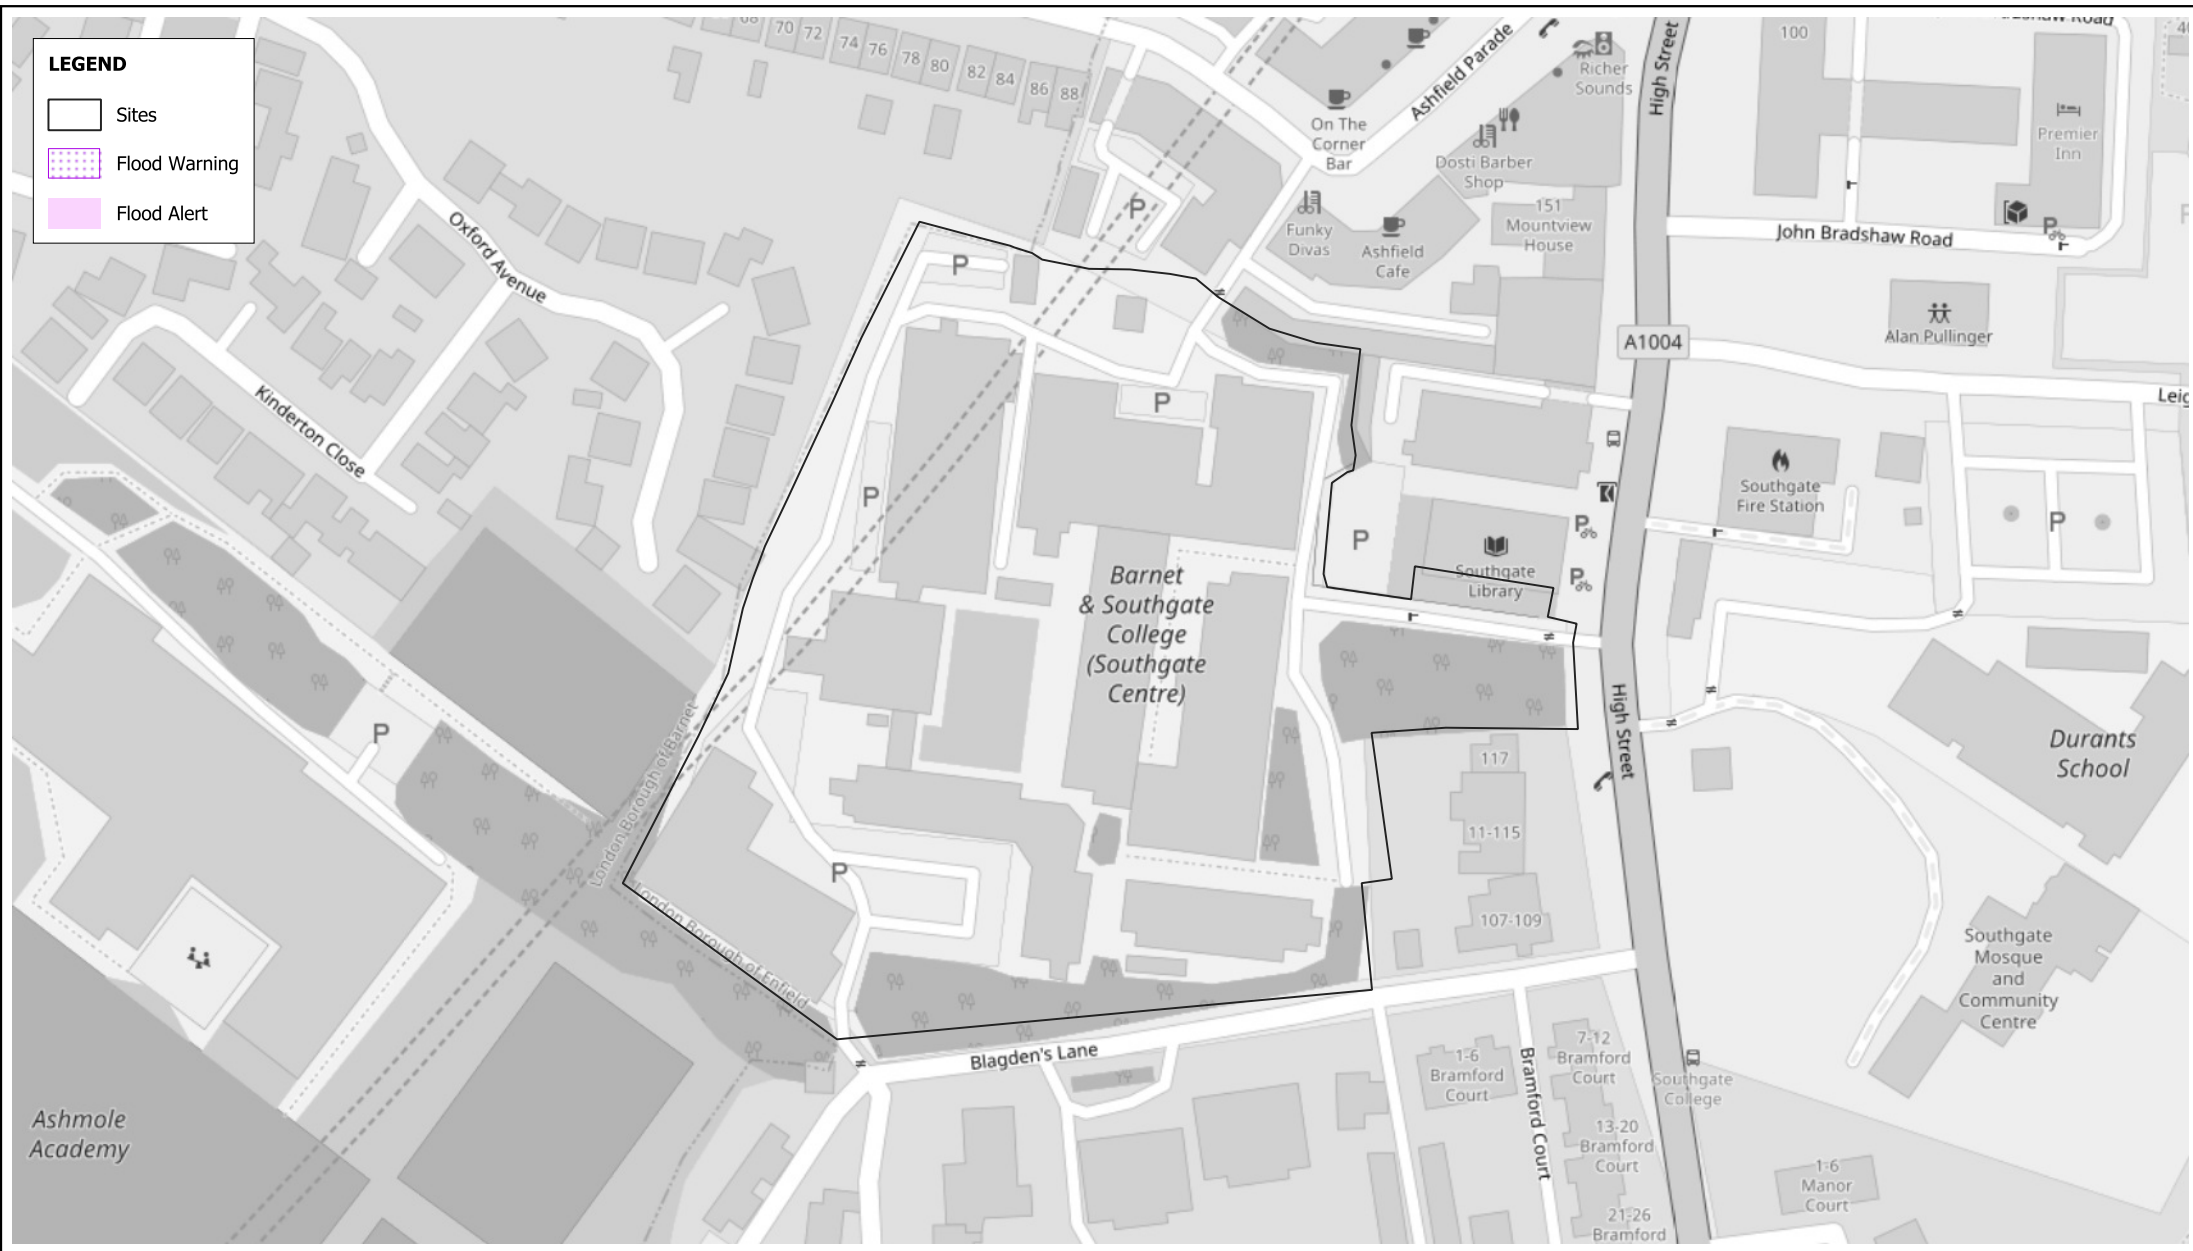 LEGEND
Sites
Flood Warning
Flood Alert
68
70
72
74
76
78
80
82
84
86
88
On The
Corner
Bar
Ashfield Parade
Richer
Sounds
High Street
Dosti Barber
Shop
Funky
Divas
Ashfield
Cafe
151
Mountview
House
100
Premier
Inn
John Bradshaw Road
Alan Pullinger
A1004
Oxford Avenue
Kinderton Close
P
P
P
P
P
Southgate
Fire Station
P
P
P
P
Southgate
Library
Barnet
& Southgate
College
(Southgate
Centre)
P
P
P
London Borough of Barnet
London Borough of Enfield
High Street
117
11-115
107-109
Durants
School
Southgate
Mosque
and
Community
Centre
Blagden's Lane
1-6
Bramford
Court
Bramford Court
7-12
Bramford
Court
Southgate
College
13-20
Bramford
Court
21-26
Bramford
1-6
Manor
Court
Ashmole
Academy